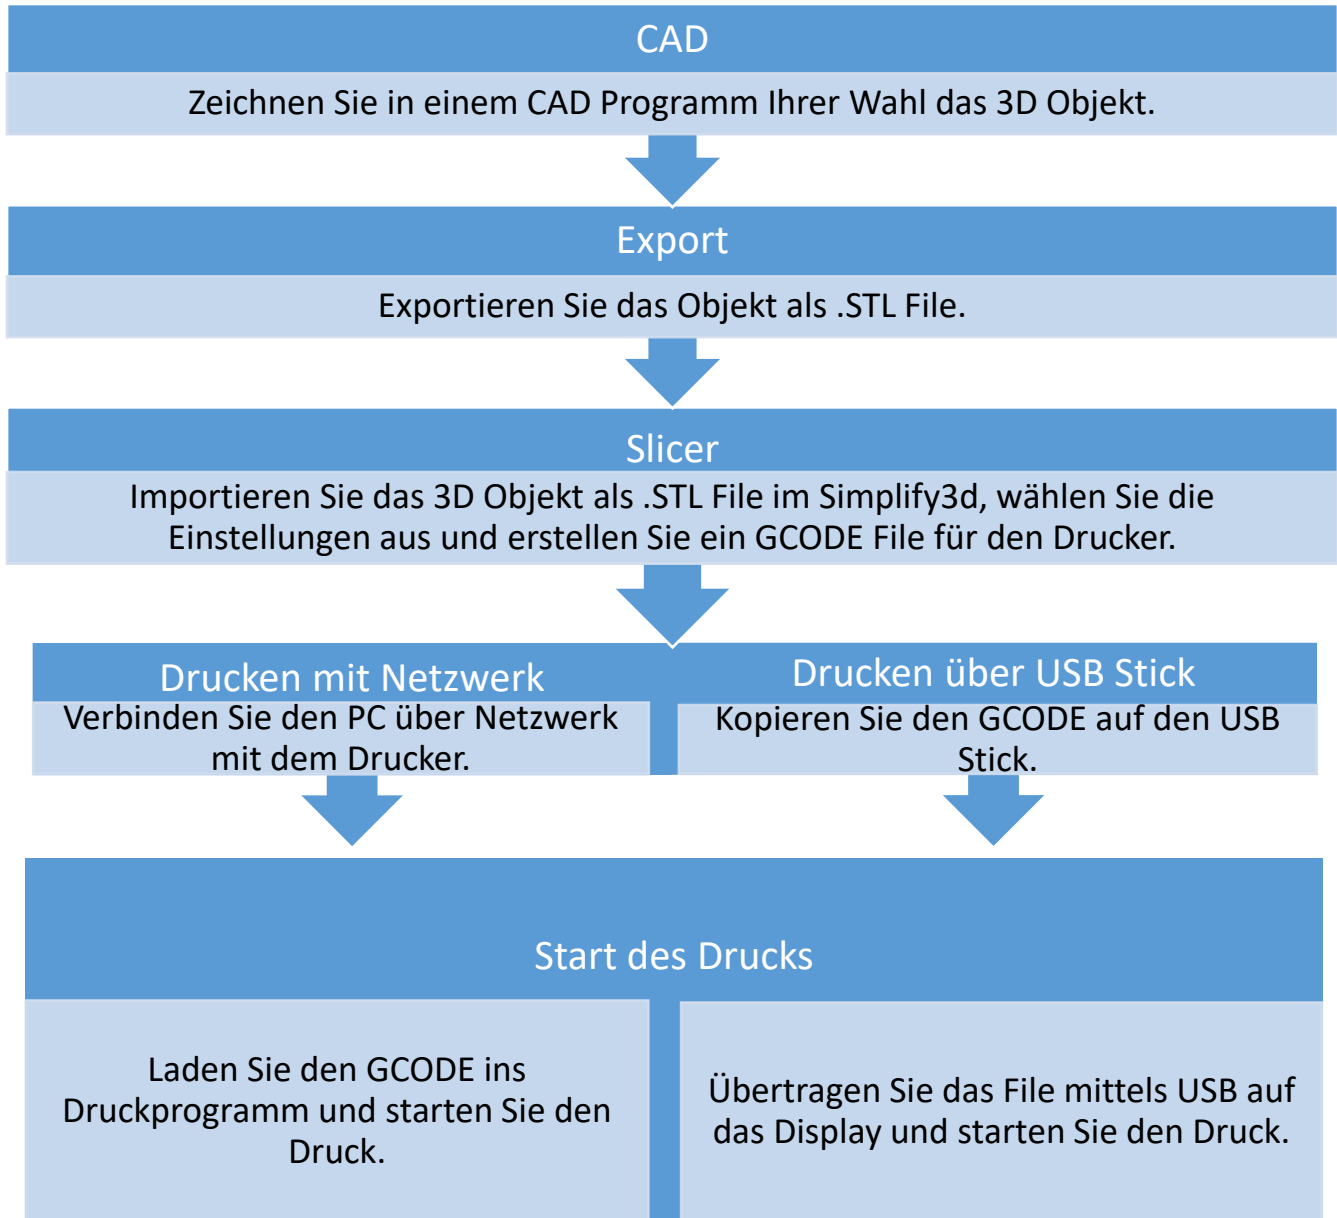 CAD
Zeichnen Sie in einem CAD Programm Ihrer Wahl das 3D Objekt.
Export
Exportieren Sie das Objekt als .STL File.
Slicer
Importieren Sie das 3D Objekt als .STL File im Simplify3d, wählen Sie die
Einstellungen aus und erstellen Sie ein GCODE File für den Drucker.
Drucken mit Netzwerk
Verbinden Sie den PC über Netzwerk
mit dem Drucker.
Drucken über USB Stick
Kopieren Sie den GCODE auf den USB
Stick.
Start des Drucks
Laden Sie den GCODE ins
Druckprogramm und starten Sie den
Druck.
Übertragen Sie das File mittels USB auf
das Display und starten Sie den Druck.